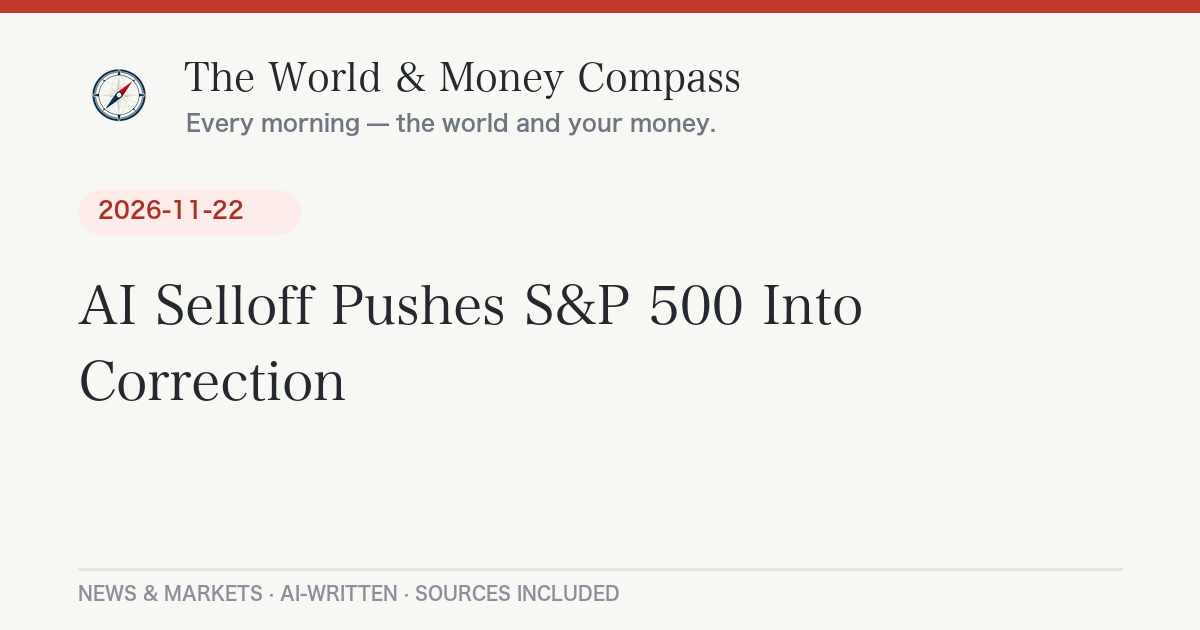 The World & Money Compass
Every morning — the world and your money.
2026-11-22
AI Selloff Pushes S&P 500 Into
Correction
NEWS & MARKETS · AI-WRITTEN · SOURCES INCLUDED